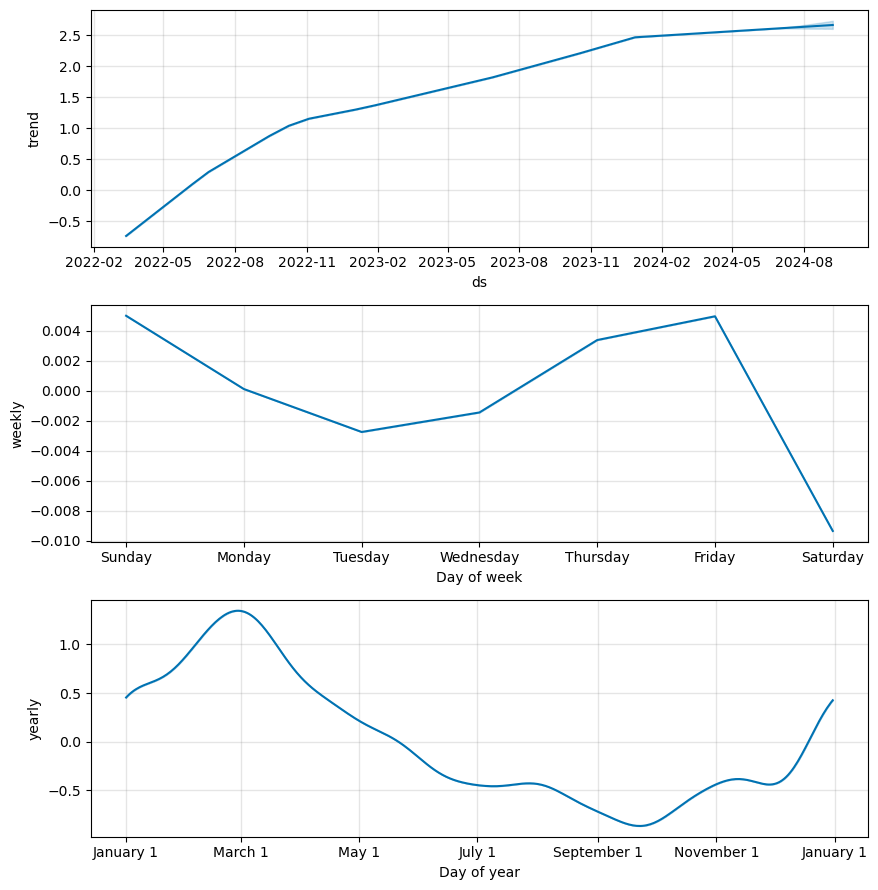 2.5
2.0
1.5
1.0
0.5
0.0
−0.5
trend
2022-02 2022-05 2022-08 2022-11 2023-02 2023-05 2023-08 2023-11 2024-02 2024-05 2024-08
ds
0.004
0.002
0.000
−0.002
−0.004
−0.006
−0.008
−0.010
weekly
Sunday Monday Tuesday Wednesday Thursday Friday Saturday
Day of week
1.0
0.5
0.0
−0.5
yearly
January 1 March 1 May 1 July 1 September 1 November 1 January 1
Day of year